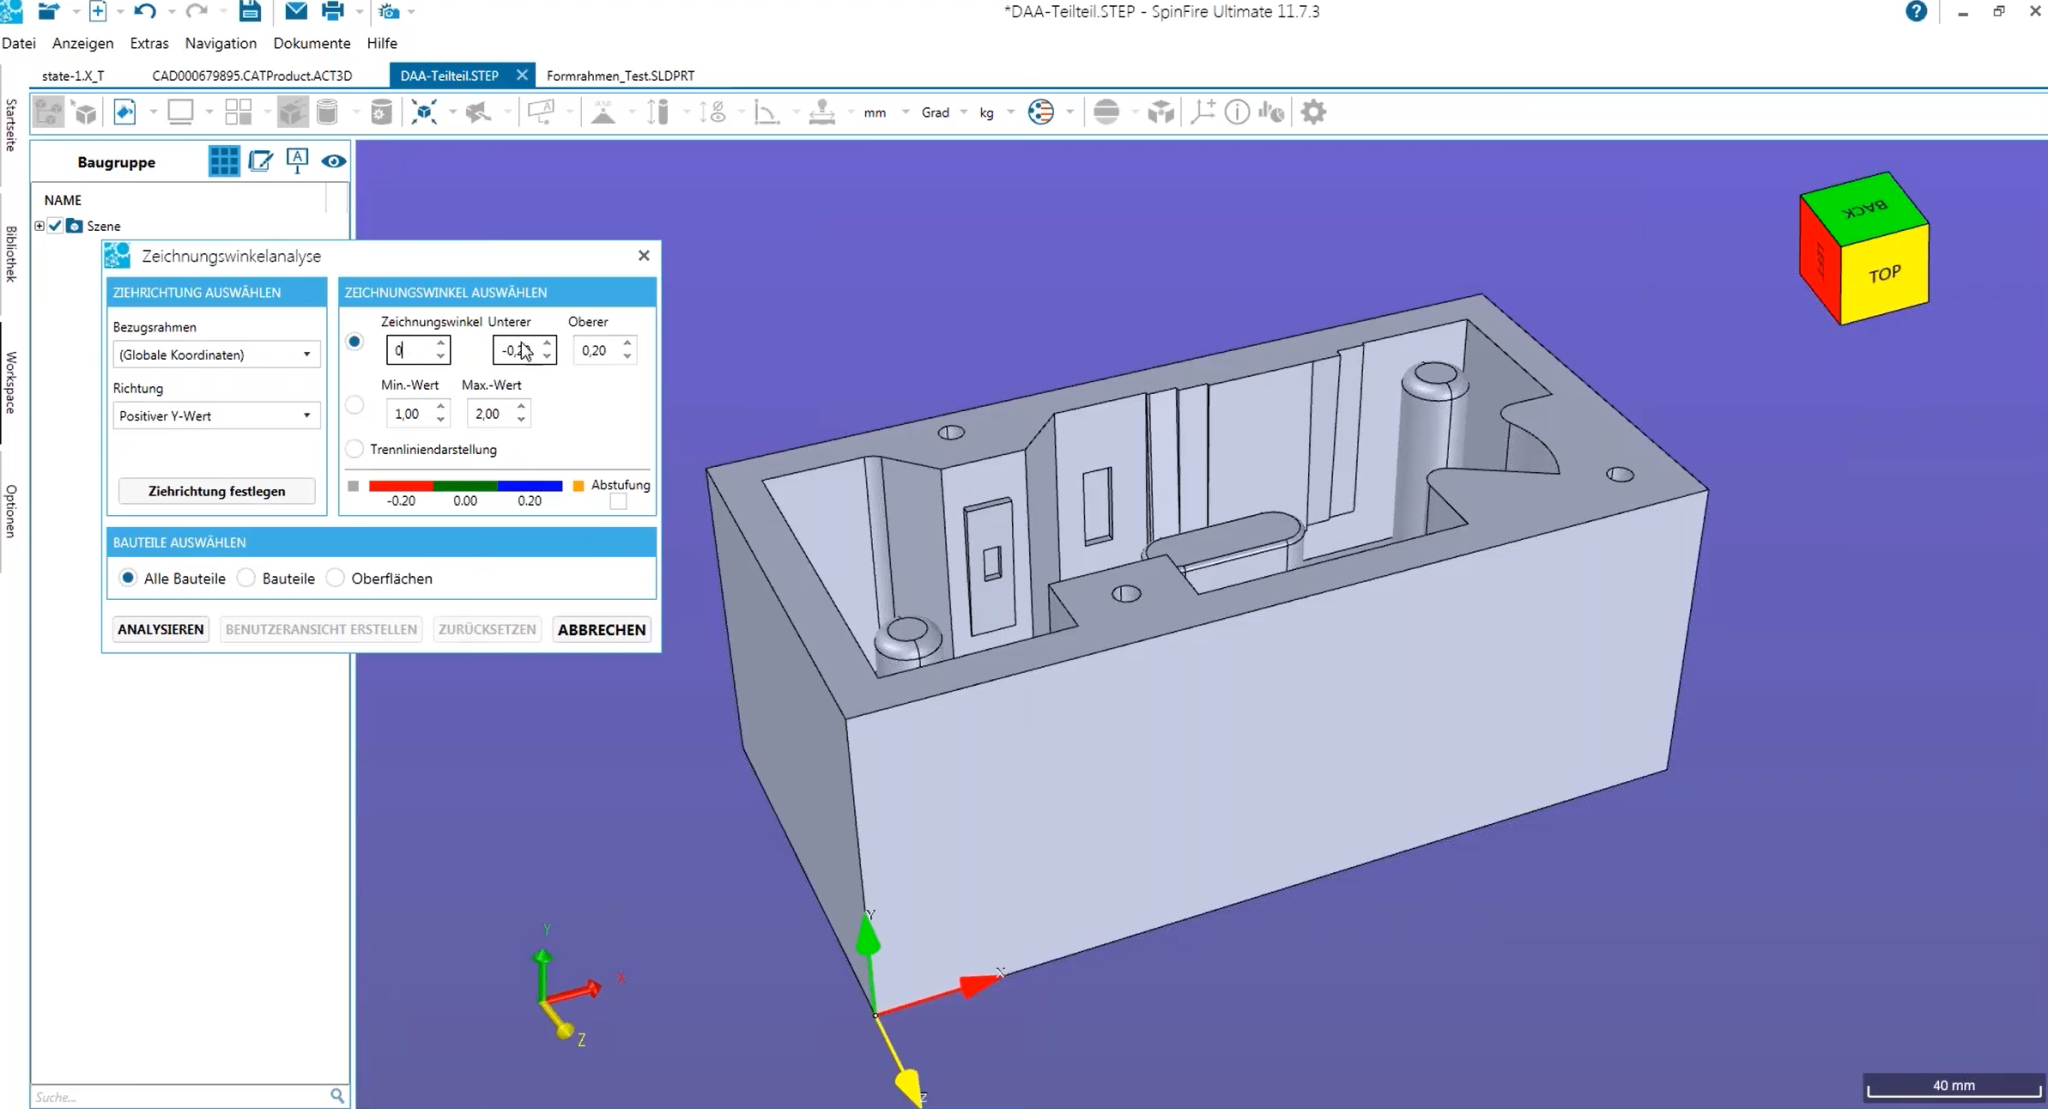 *DAA-Teilteil.STEP - SpinFire Ultimate 11.7.3
Datei Anzeigen Extras Navigation Dokumente Hilfe
state-1.X_T CAD000679895.CATProduct.ACT3D DAA-Teilteil.STEP Formrahmen_Test.SLDPRT
mm Grad kg
Startseite
Bibliothek
Workspace
Optionen
Baugruppe
NAME
Szene
Zeichnungswinkelanalyse
ZIEHRICHTUNG AUSWÄHLEN
Bezugsrahmen
(Globale Koordinaten)
Richtung
Positiver Y-Wert
Ziehrichtung festlegen
ZEICHNUNGSWINKEL AUSWÄHLEN
Zeichnungswinkel Unterer Oberer
0 0,20
Min.-Wert Max.-Wert
1,00 2,00
Trennliniendarstellung
Abstufung
-0.20 0.00 0.20
BAUTEILE AUSWÄHLEN
Alle Bauteile Bauteile Oberflächen
ANALYSIEREN BENUTZERANSICHT ERSTELLEN ZURÜCKSETZEN ABBRECHEN
BACK
LEFT
TOP
Y
X
Z
Y
X
Z
40 mm
Suche...